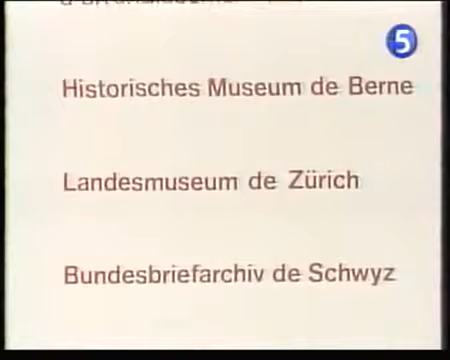 5
Historisches Museum de Berne
Landesmuseum de Zürich
Bundesbriefarchiv de Schwyz